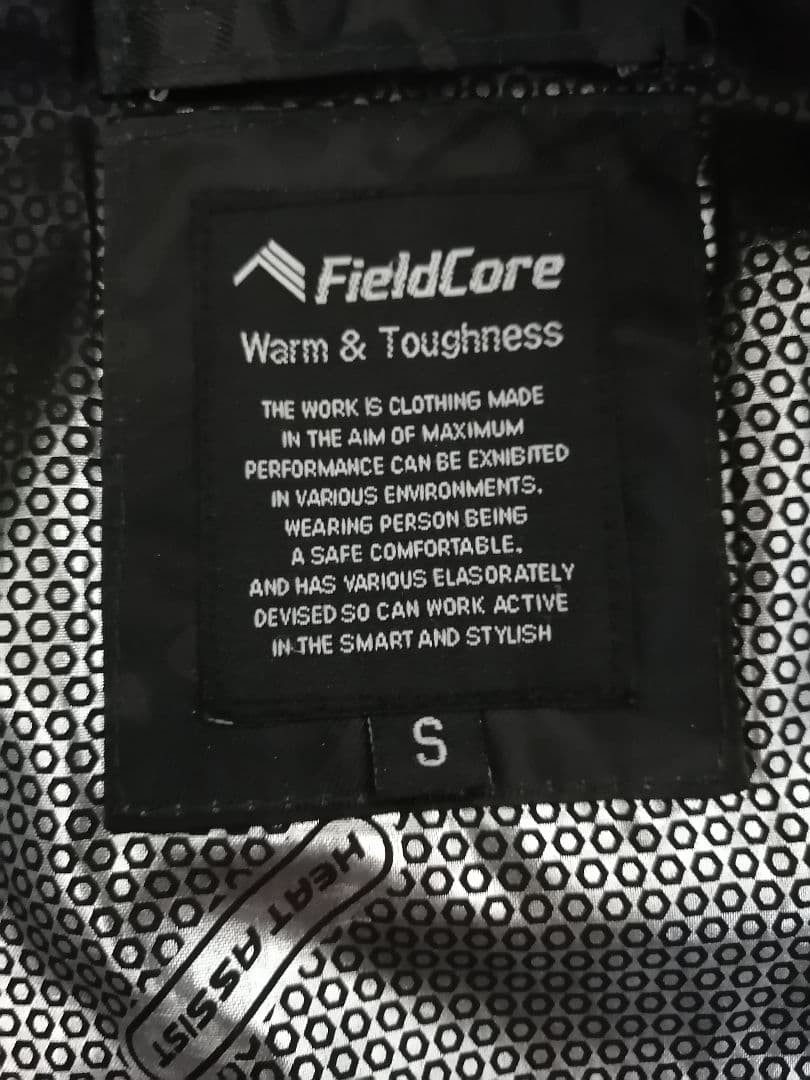 FieldCore
Warm & Toughness
THE WORK IS CLOTHING MADE
IN THE AIM OF MAXIMUM
PERFORMANCE CAN BE EXNIBITED
IN VARIOUS ENVIRONMENTS.
WEARING PERSON BEING
A SAFE COMFORTABLE.
AND HAS VARIOUS ELASORATELY
DEVISED SO CAN WORK ACTIVE
IN THE SMART AND STYLISH
S
HEAT ASSIST